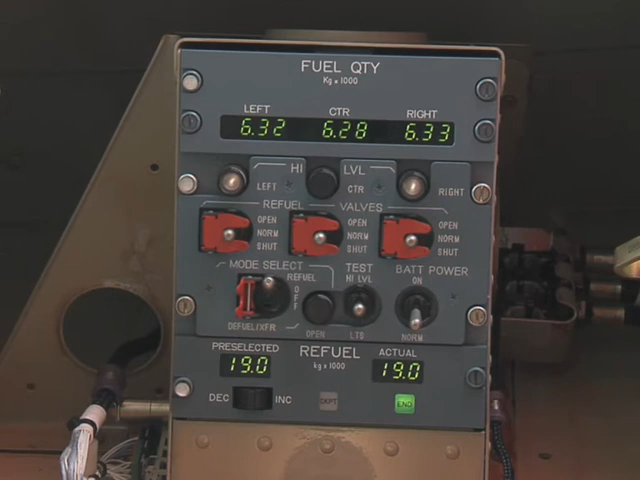 FUEL QTY
Kg x 1000
LEFT CTR RIGHT
6.32 6.28 6.33
HI LVL
LEFT CTR RIGHT
REFUEL VALVES
OPEN OPEN OPEN
NORM NORM NORM
SHUT SHUT SHUT
MODE SELECT TEST BATT POWER
REFUEL HI LVL ON
OFF
DEFUEL/XFR OPEN LTS NORM
PRESELECTED REFUEL ACTUAL
kg x 1000
19.0 19.0
DEC INC END